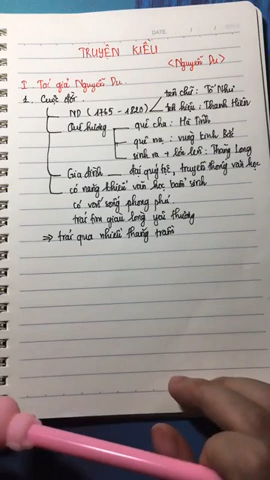 DATE
TRUYỆN KIỀU
<Nguyễn Du>
I. Tác giả Nguyễn Du.
1. Cuộc đời.
ND (1765 - 1820) tên chữ: Tố Như
tên hiệu: Thanh Hiên
Quê hương quê cha: Hà Tĩnh
quê mẹ: vùng Kinh Bắc
sinh ra + lớn lên: Thăng Long
Gia đình đại quý tộc, truyền thống văn học
có năng khiếu văn học bẩm sinh
có vốn sống phong phú
trái tim giàu lòng yêu thương
=> trải qua nhiều thăng trầm